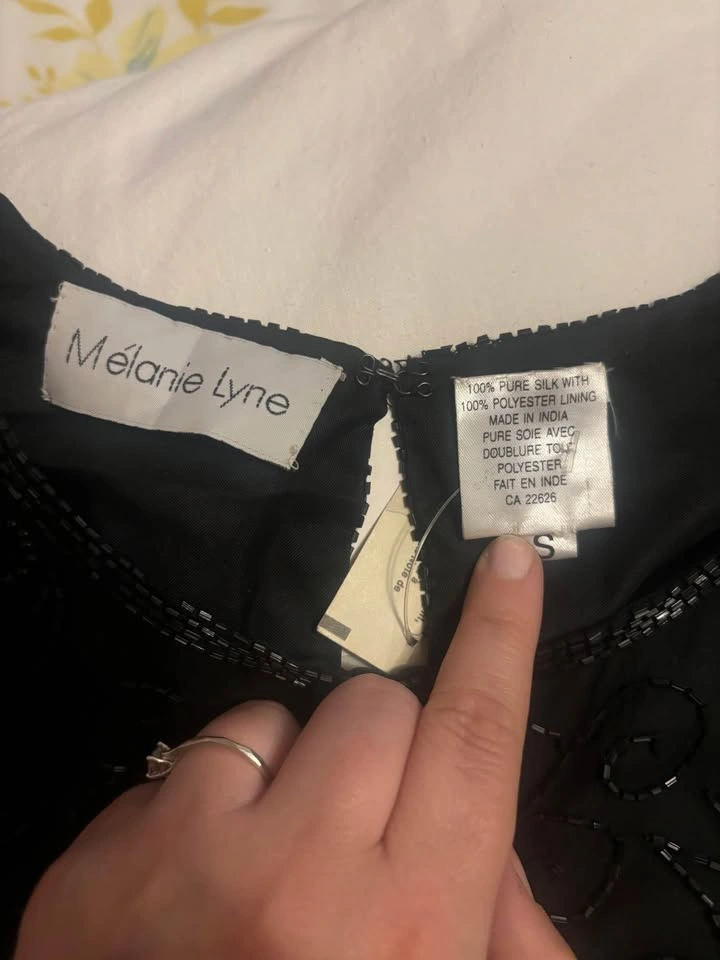 Mélanie Lyne
100% PURE SILK WITH
100% POLYESTER LINING
MADE IN INDIA
PURE SOIE AVEC
DOUBLURE
POLYESTER
FAIT EN INDE
CA 22626
S